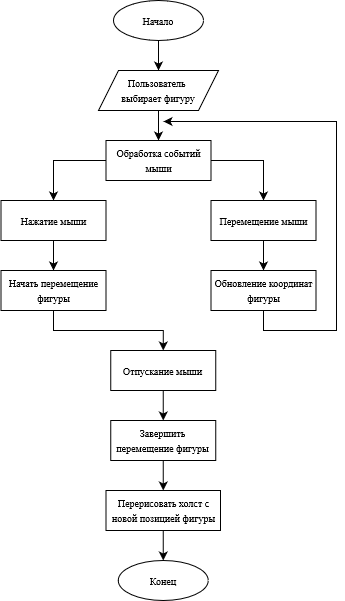 Начало
Пользователь
выбирает фигуру
Обработка событий
мыши
Нажатие мыши
Перемещение мыши
Начать перемещение
фигуры
Обновление координат
фигуры
Отпускание мыши
Завершить
перемещение фигуры
Перерисовать холст с
новой позицией фигуры
Конец